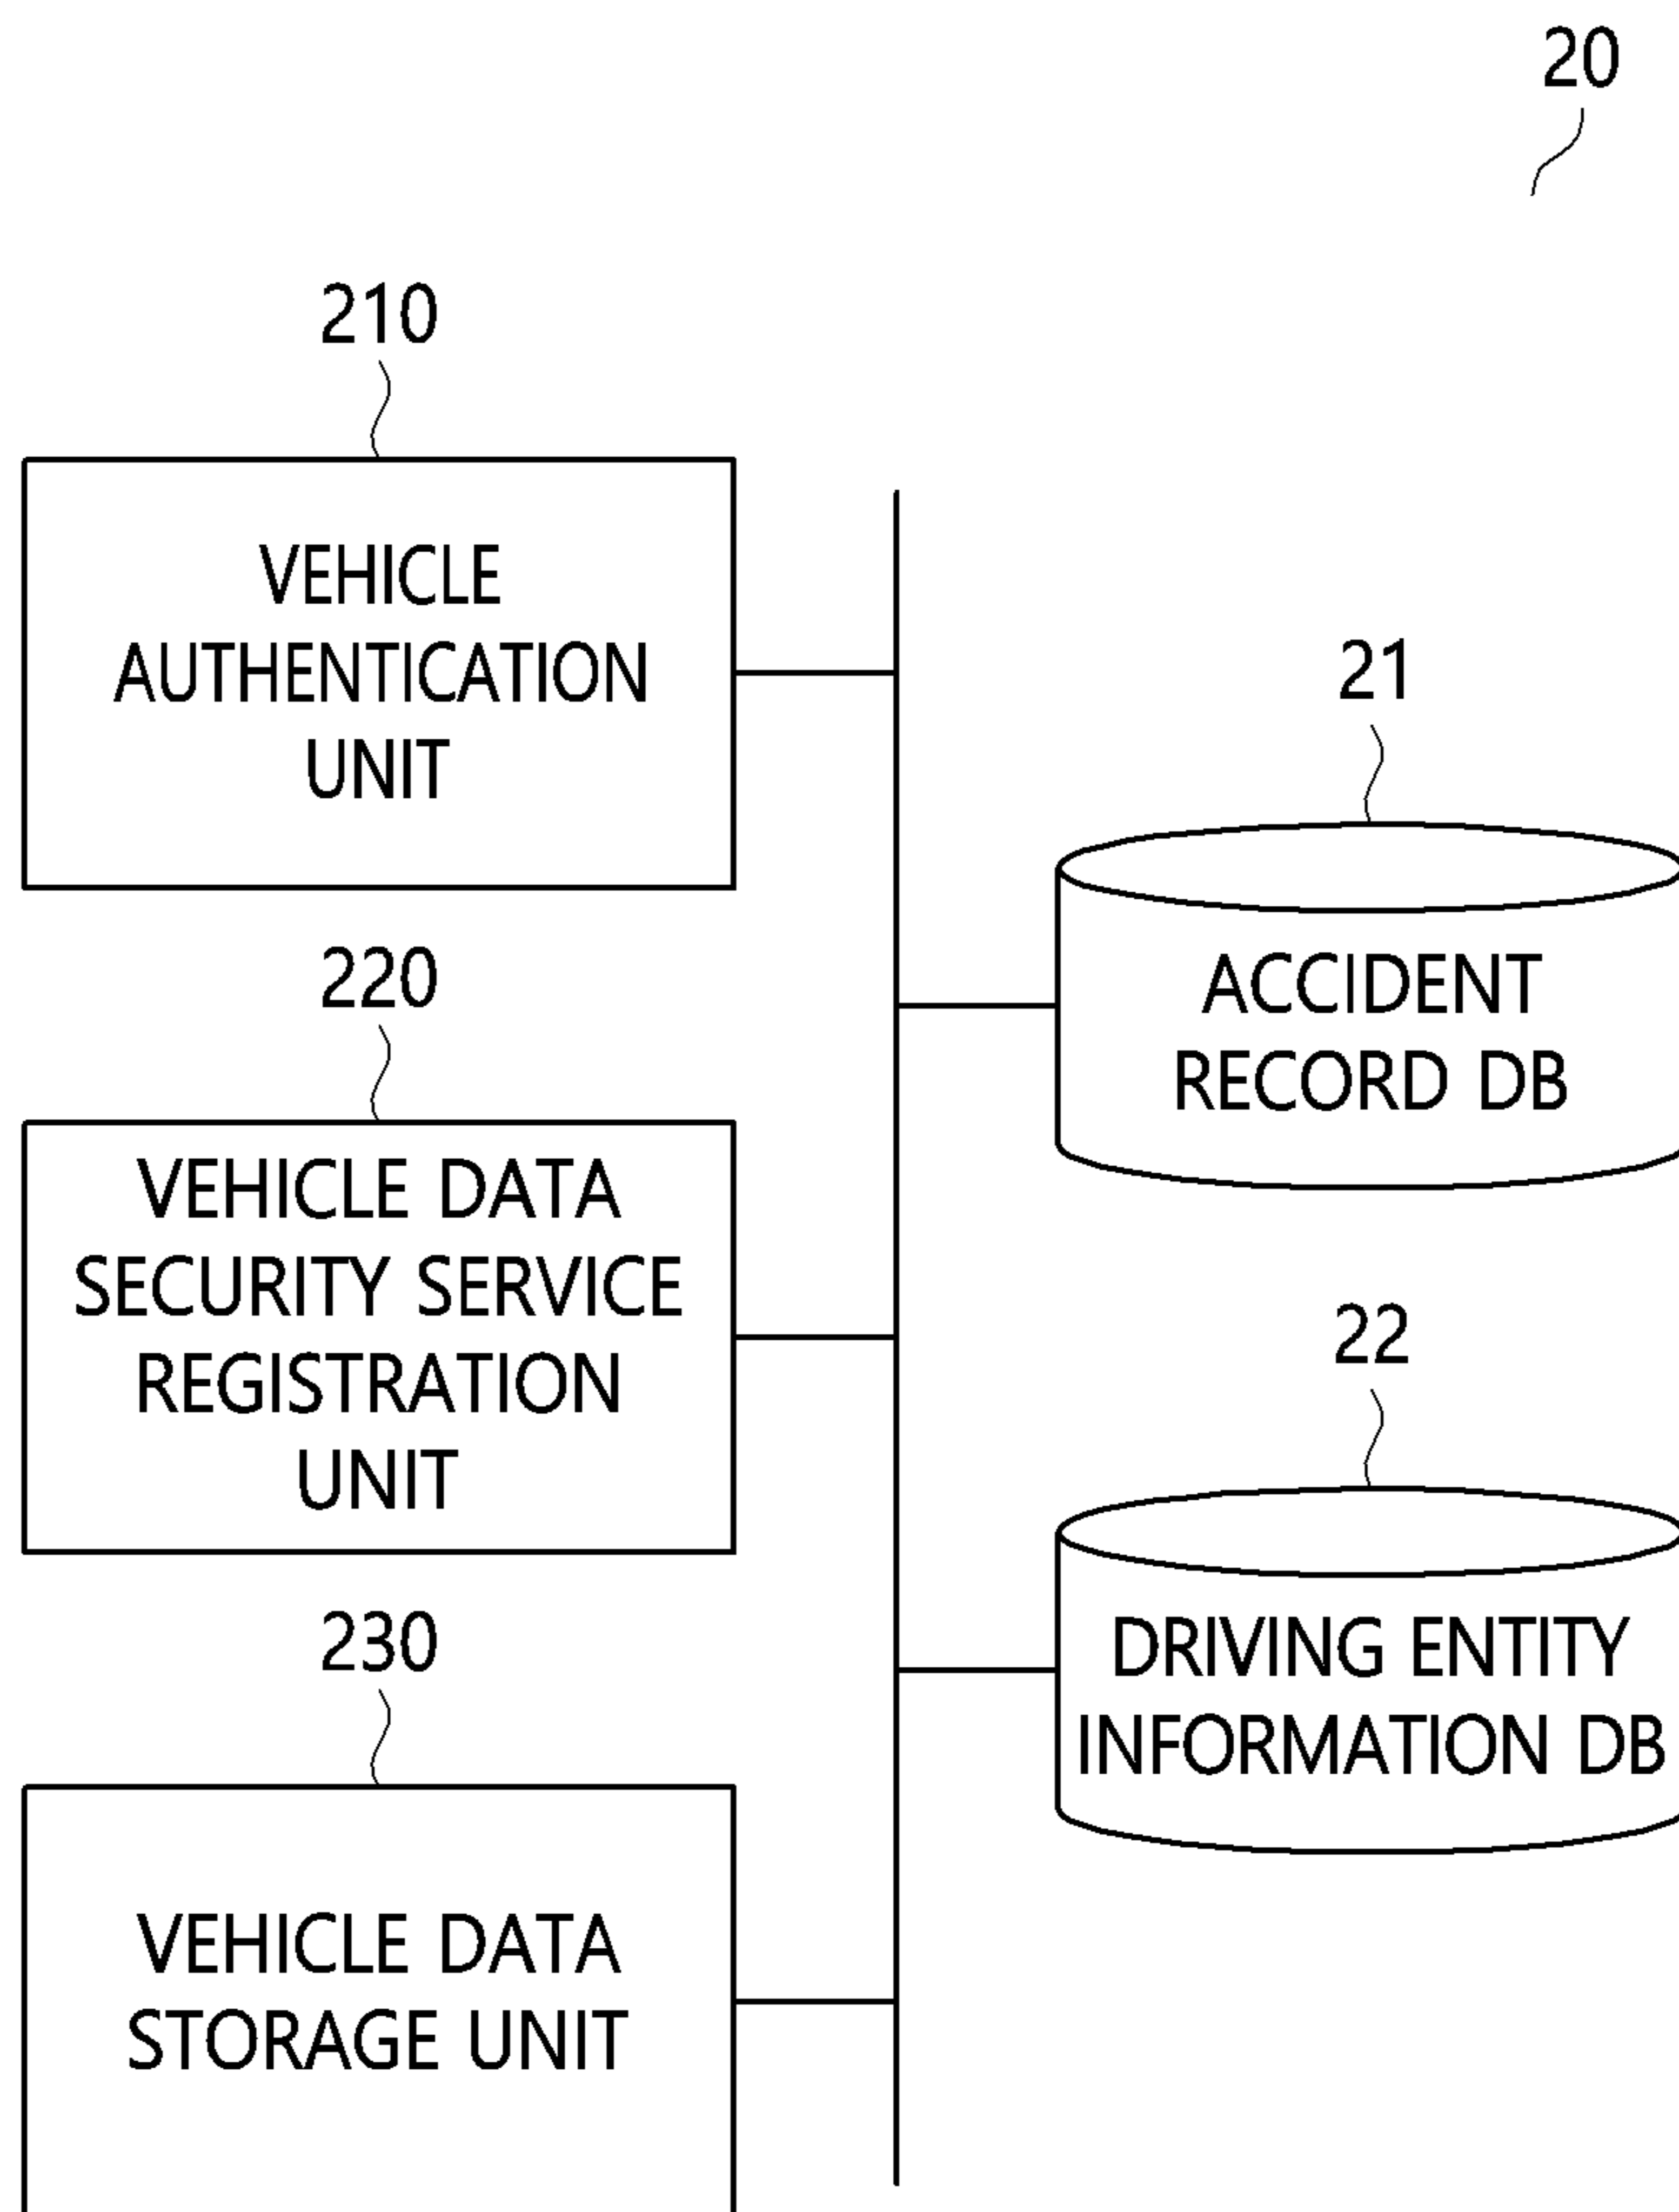 20
210
VEHICLE
AUTHENTICATION
UNIT
21
ACCIDENT
RECORD DB
220
VEHICLE DATA
SECURITY SERVICE
REGISTRATION
UNIT
22
DRIVING ENTITY
INFORMATION DB
230
VEHICLE DATA
STORAGE UNIT